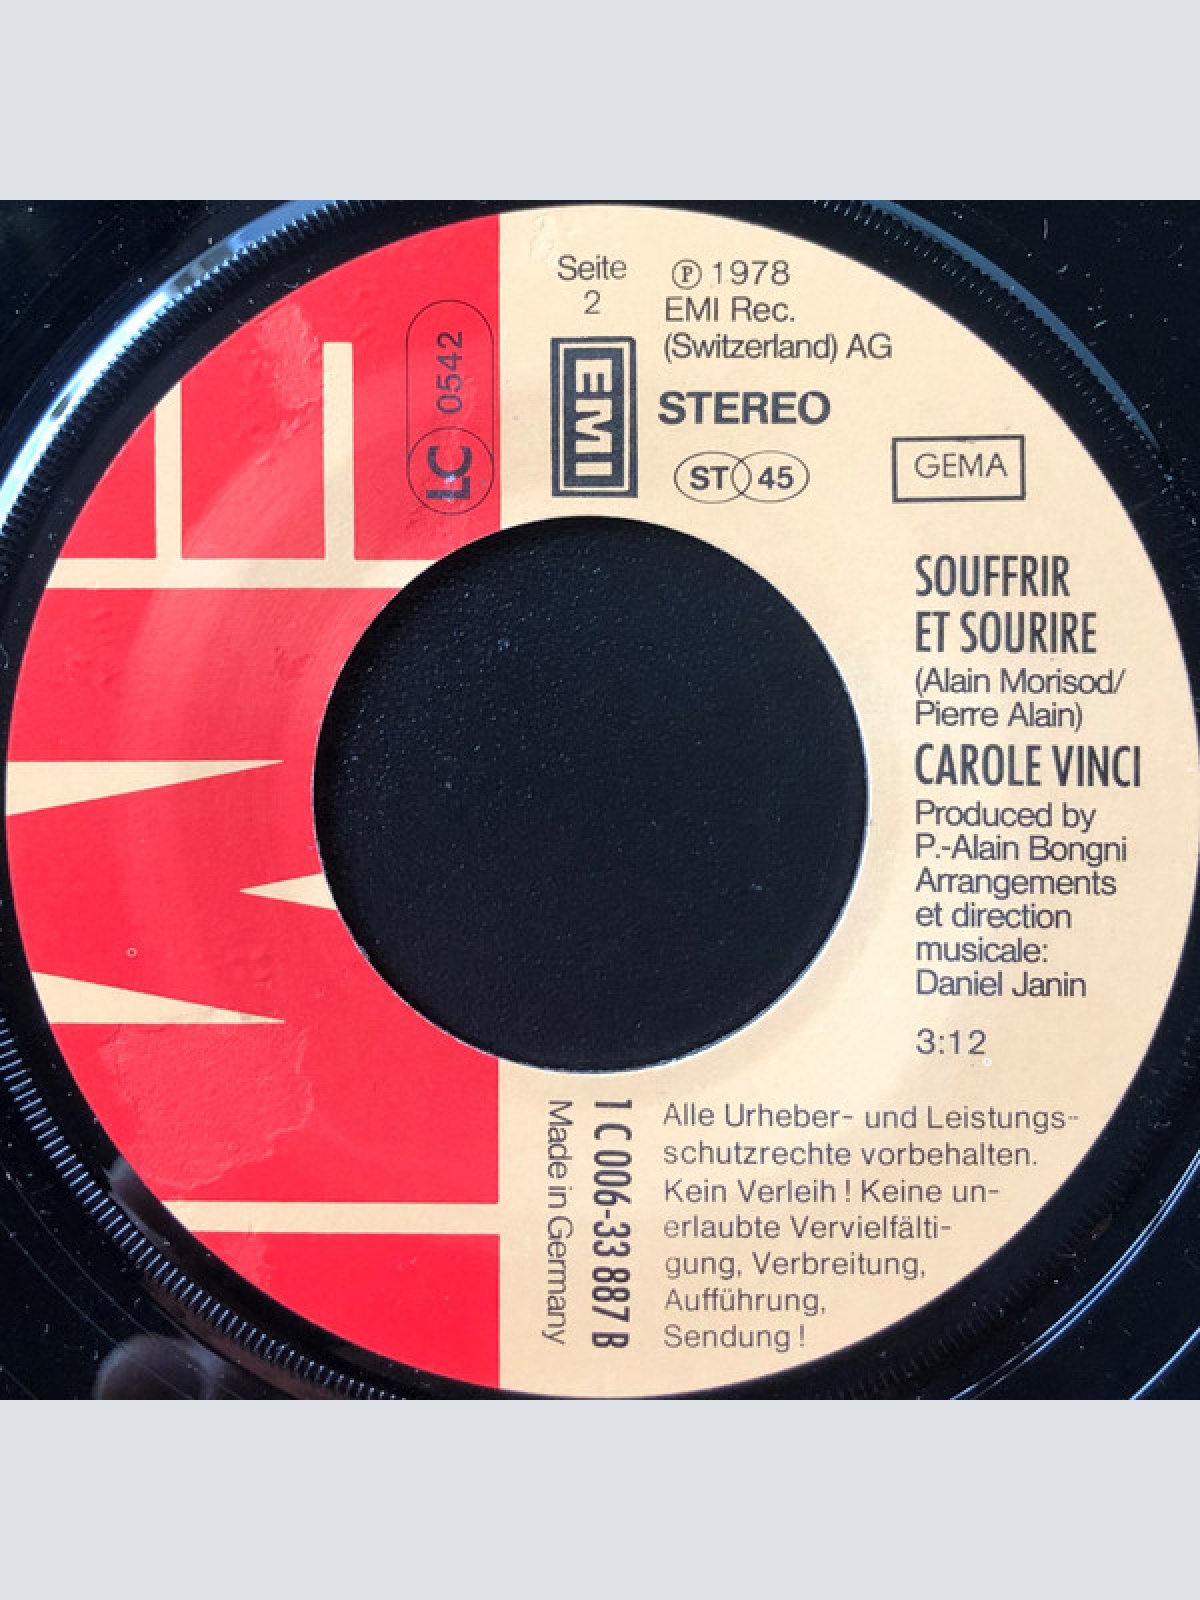 Seite
2
℗ 1978
EMI Rec.
(Switzerland) AG
LC 0542
EMI
STEREO
ST 45
GEMA
SOUFFRIR
ET SOURIRE
(Alain Morisod/
Pierre Alain)
CAROLE VINCI
Produced by
P.-Alain Bongni
Arrangements
et direction
musicale:
Daniel Janin
3:12
1 C 006-33 887 B
Made in Germany
Alle Urheber- und Leistungs-
schutzrechte vorbehalten.
Kein Verleih! Keine un-
erlaubte Vervielfälti-
gung, Verbreitung,
Aufführung,
Sendung!